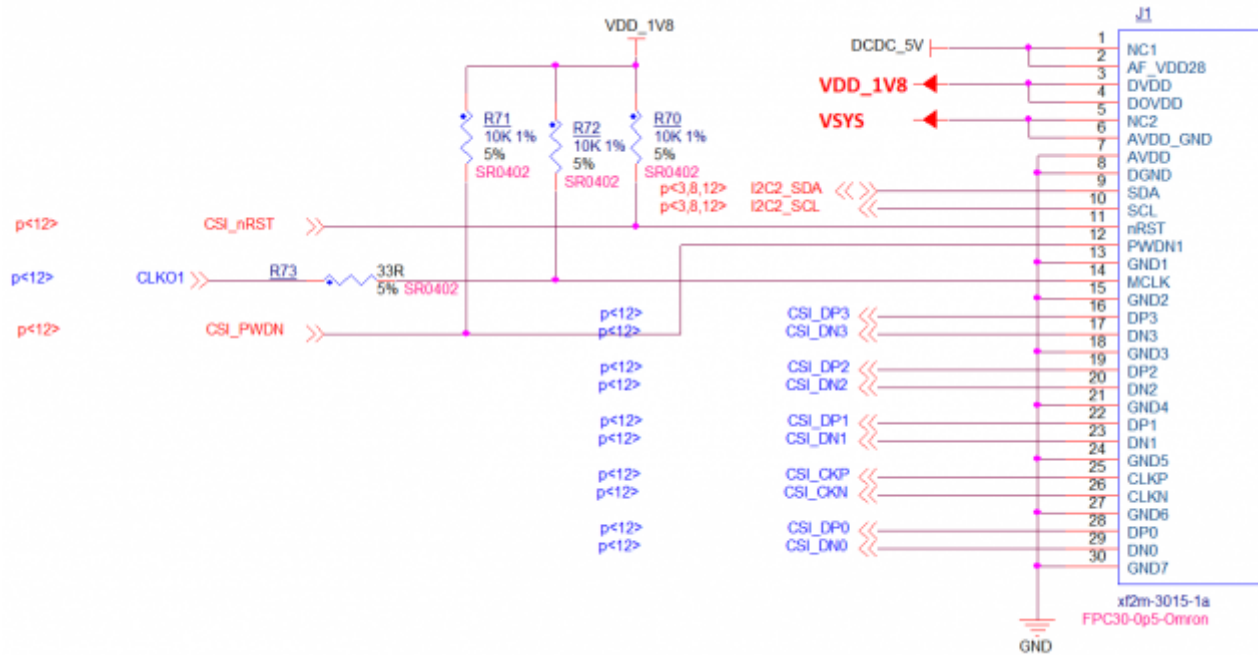 J1
VDD_1V8
DCDC_5V
1 NC1
2 AF_VDD28
VDD_1V8
3 DVDD
4 DOVDD
VSYS
5 NC2
6 AVDD_GND
7 AVDD
8 DGND
R71
10K 1%
5%
SR0402
R72
10K 1%
5%
SR0402
R70
10K 1%
5%
SR0402
p<3,8,12> I2C2_SDA
9 SDA
p<3,8,12> I2C2_SCL
10 SCL
p<12> CSI_nRST
11 nRST
12 PWDN1
13 GND1
p<12> CLKO1 R73 33R
5% SR0402
14 MCLK
15 GND2
p<12> CSI_PWDN
p<12> CSI_DP3
16 DP3
p<12> CSI_DN3
17 DN3
18 GND3
p<12> CSI_DP2
19 DP2
p<12> CSI_DN2
20 DN2
21 GND4
p<12> CSI_DP1
22 DP1
p<12> CSI_DN1
23 DN1
24 GND5
p<12> CSI_CKP
25 CLKP
p<12> CSI_CKN
26 CLKN
27 GND6
p<12> CSI_DP0
28 DP0
p<12> CSI_DN0
29 DN0
30 GND7
xf2m-3015-1a
FPC30-0p5-Omron
GND